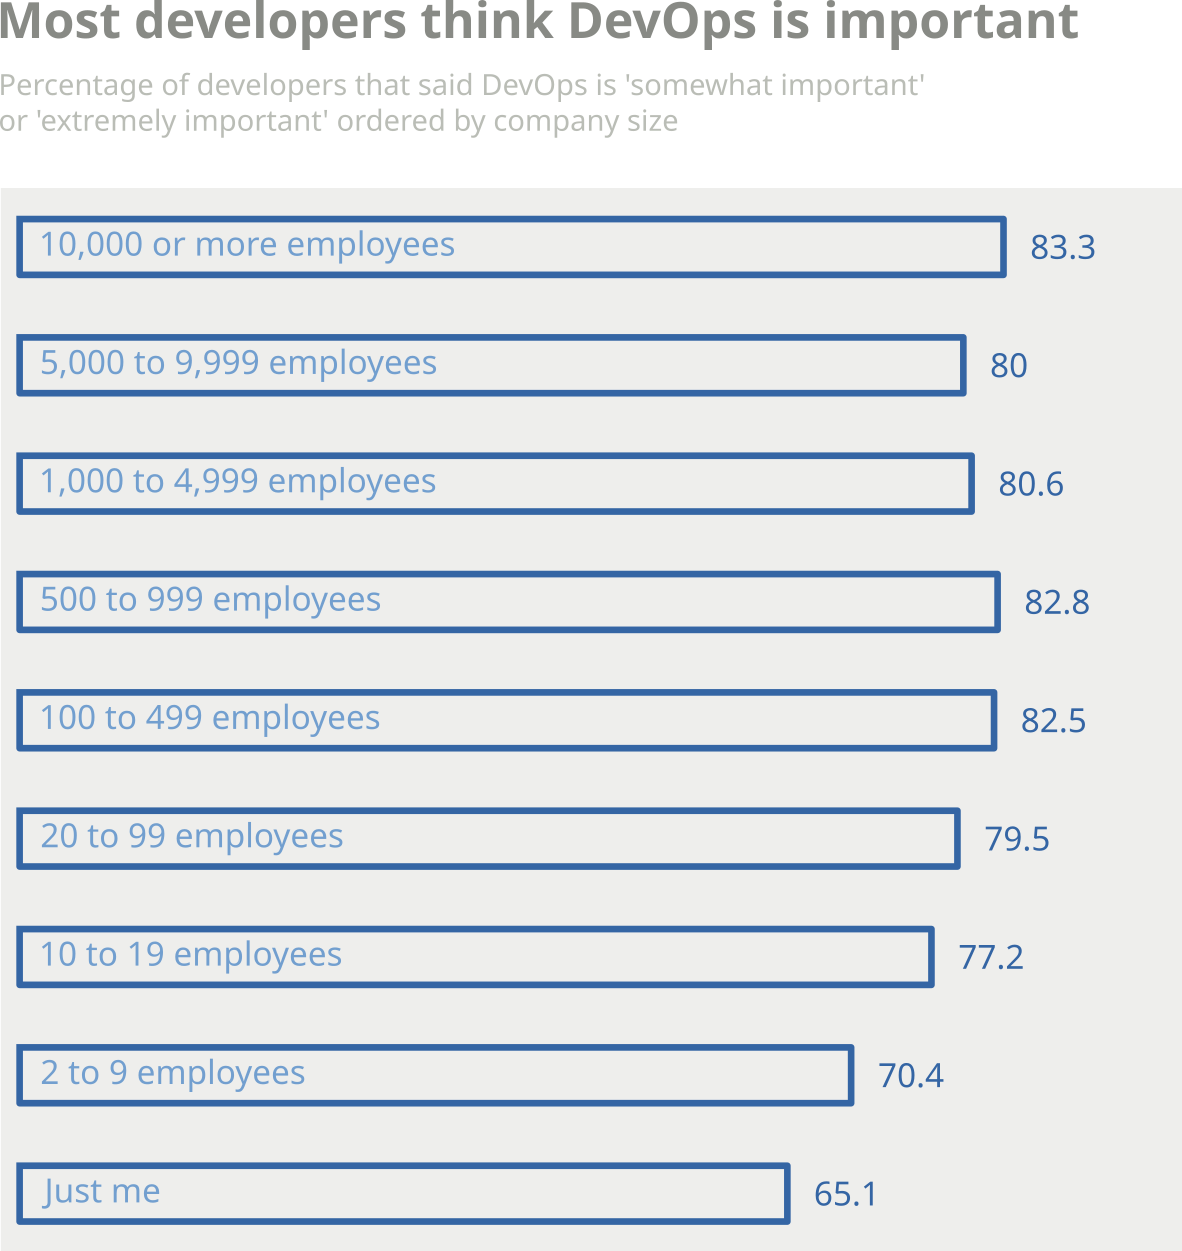 Most developers think DevOps is important
Percentage of developers that said DevOps is 'somewhat important'
or 'extremely important' ordered by company size
10,000 or more employees 83.3
5,000 to 9,999 employees 80
1,000 to 4,999 employees 80.6
500 to 999 employees 82.8
100 to 499 employees 82.5
20 to 99 employees 79.5
10 to 19 employees 77.2
2 to 9 employees 70.4
Just me 65.1